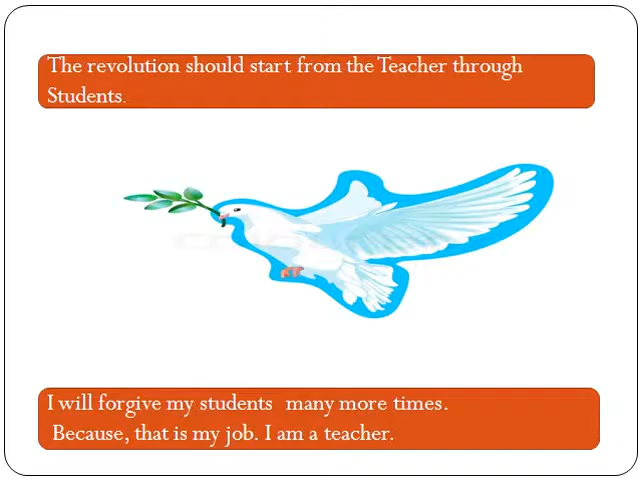 The revolution should start from the Teacher through
Students.
I will forgive my students many more times.
Because, that is my job. I am a teacher.